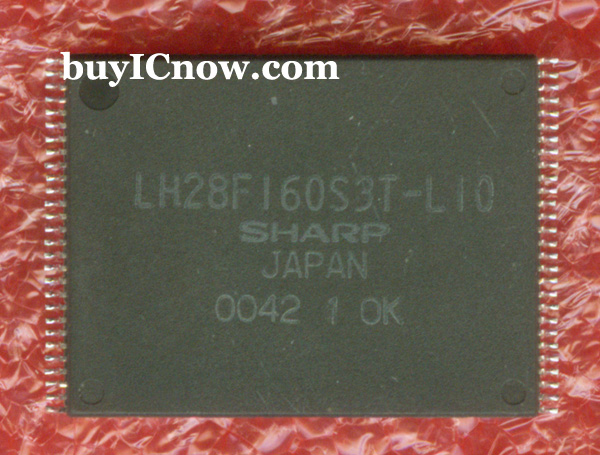 buyICnow.com
LH28F160S3T-L10
SHARP
JAPAN
0042 1 OK